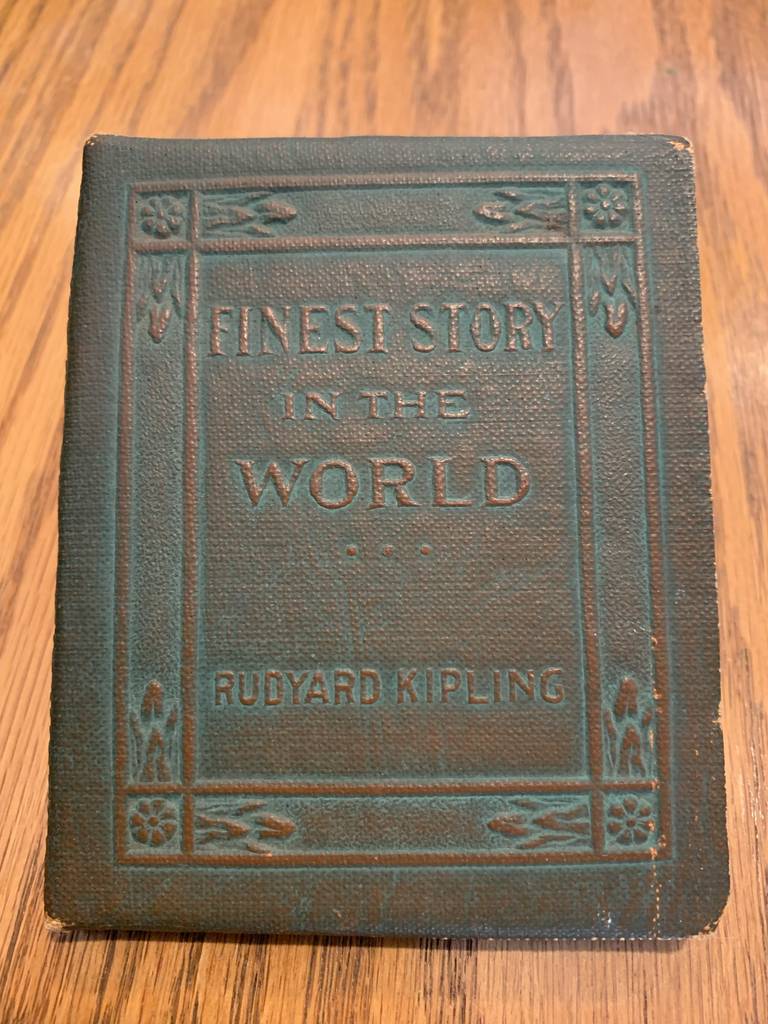 FINEST STORY
IN THE
WORLD
...
RUDYARD KIPLING